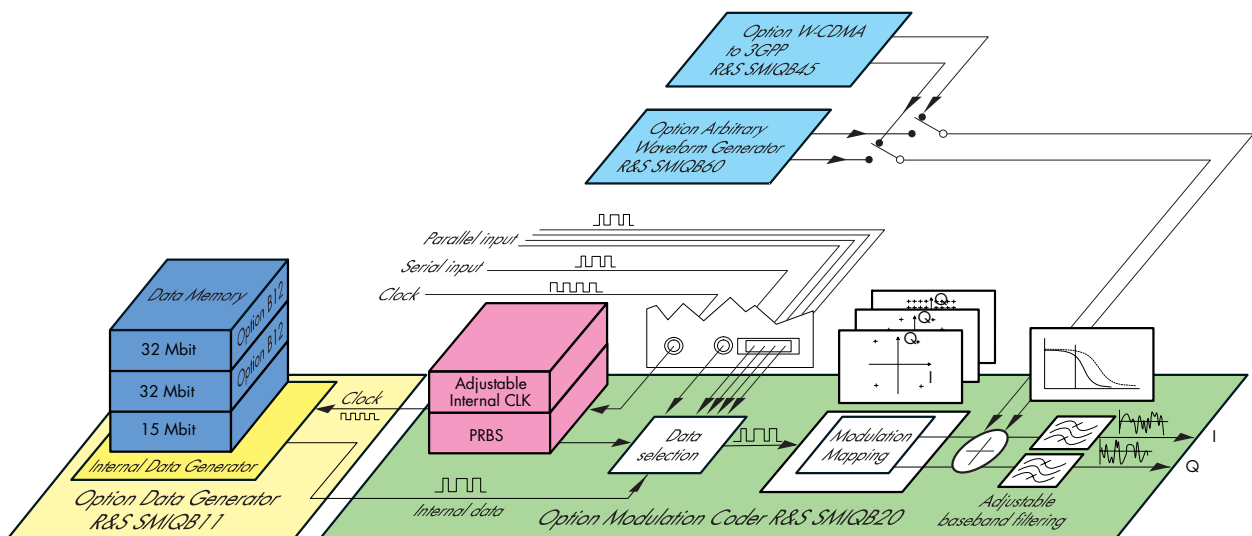 Option W-CDMA
to 3GPP
R&S SMIQB45
Option Arbitrary
Waveform Generator
R&S SMIQB60
Parallel input
Serial input
Clock
Data Memory
Option B12
Option B12
32 Mbit
32 Mbit
15 Mbit
Internal Data Generator
Option Data Generator
R&S SMIQB11
Clock
Adjustable
Internal CLK
PRBS
Internal data
Data
selection
Q
Q
Q
I
Modulation
Mapping
Adjustable
baseband filtering
I
Q
Option Modulation Coder R&S SMIQB20